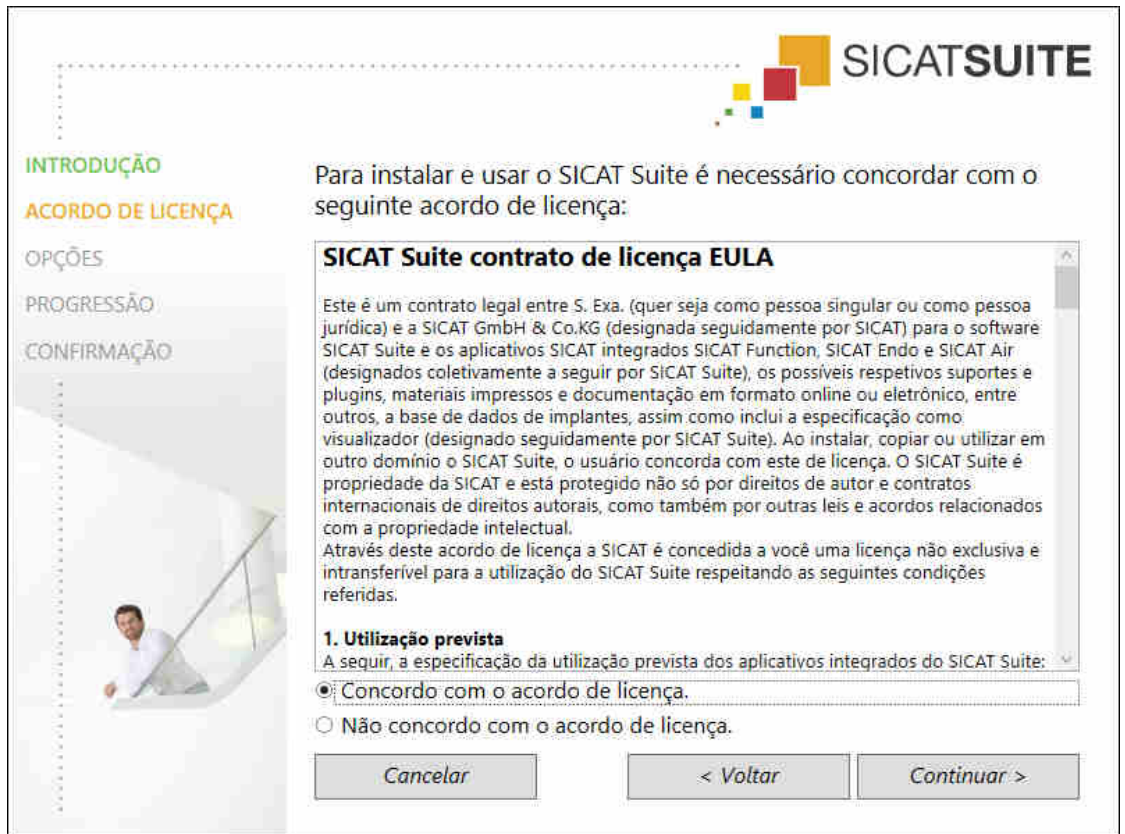 SICATSUITE
INTRODUÇÃO
ACORDO DE LICENÇA
OPÇÕES
PROGRESSÃO
CONFIRMAÇÃO
Para instalar e usar o SICAT Suite é necessário concordar com o
seguinte acordo de licença:
SICAT Suite contrato de licença EULA
Este é um contrato legal entre S. Exa. (quer seja como pessoa singular ou como pessoa
jurídica) e a SICAT GmbH & Co.KG (designada seguidamente por SICAT) para o software
SICAT Suite e os aplicativos SICAT integrados SICAT Function, SICAT Endo e SICAT Air
(designados coletivamente a seguir por SICAT Suite), os possíveis respetivos suportes e
plugins, materiais impressos e documentação em formato online ou eletrônico, entre
outros, a base de dados de implantes, assim como inclui a especificação como
visualizador (designado seguidamente por SICAT Suite). Ao instalar, copiar ou utilizar em
outro domínio o SICAT Suite, o usuário concorda com este de licença. O SICAT Suite é
propriedade da SICAT e está protegido não só por direitos de autor e contratos
internacionais de direitos autorais, como também por outras leis e acordos relacionados
com a propriedade intelectual.
Através deste acordo de licença a SICAT é concedida a você uma licença não exclusiva e
intransferível para a utilização do SICAT Suite respeitando as seguintes condições
referidas.
1. Utilização prevista
A seguir, a especificação da utilização prevista dos aplicativos integrados do SICAT Suite:
Concordo com o acordo de licença.
Não concordo com o acordo de licença.
Cancelar
< Voltar
Continuar >